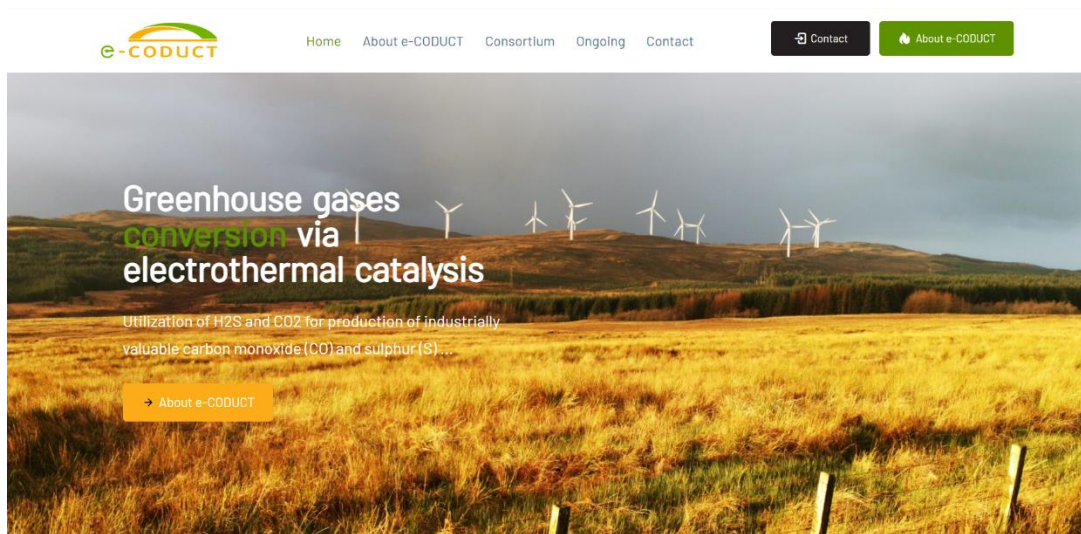 e-CODUCT
Home About e-CODUCT Consortium Ongoing Contact
Contact
About e-CODUCT
Greenhouse gases
conversion via
electrothermal catalysis
Utilization of H2S and CO2 for production of industrially
valuable carbon monoxide (CO) and sulphur (S) ...
About e-CODUCT